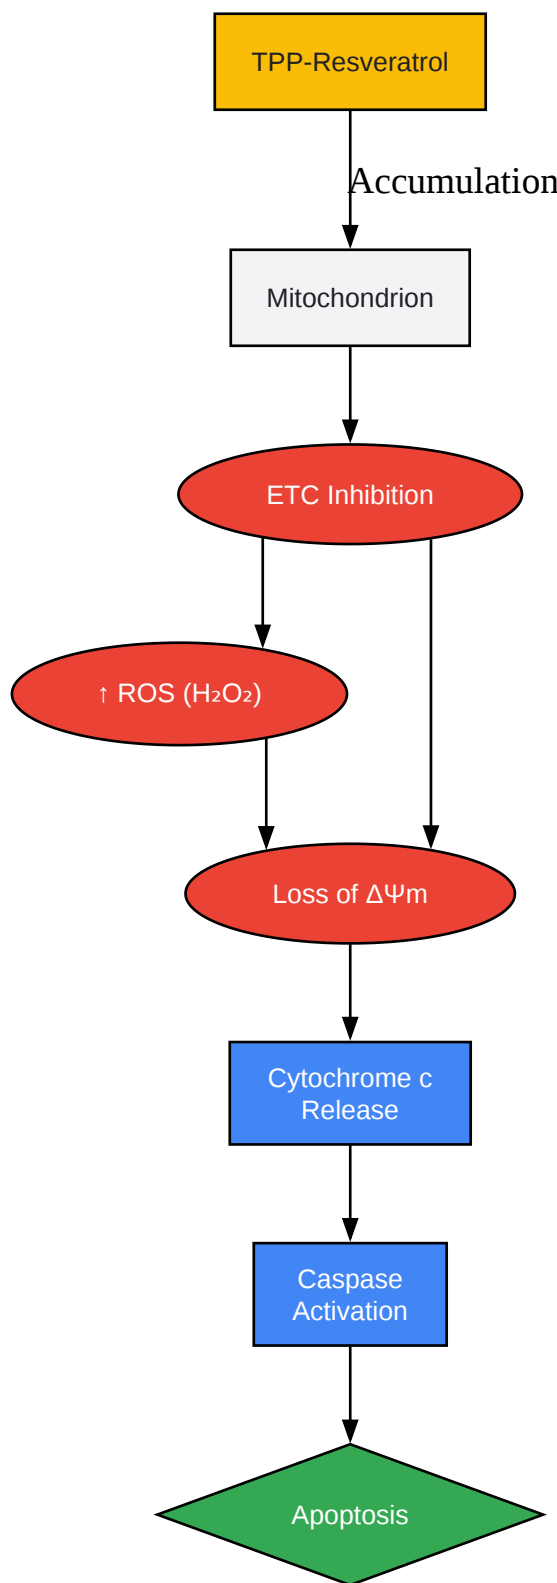 TPP-Resveratrol
Accumulation
Mitochondrion
ETC Inhibition
↑ ROS (H₂O₂)
Loss of ΔΨm
Cytochrome c
Release
Caspase
Activation
Apoptosis